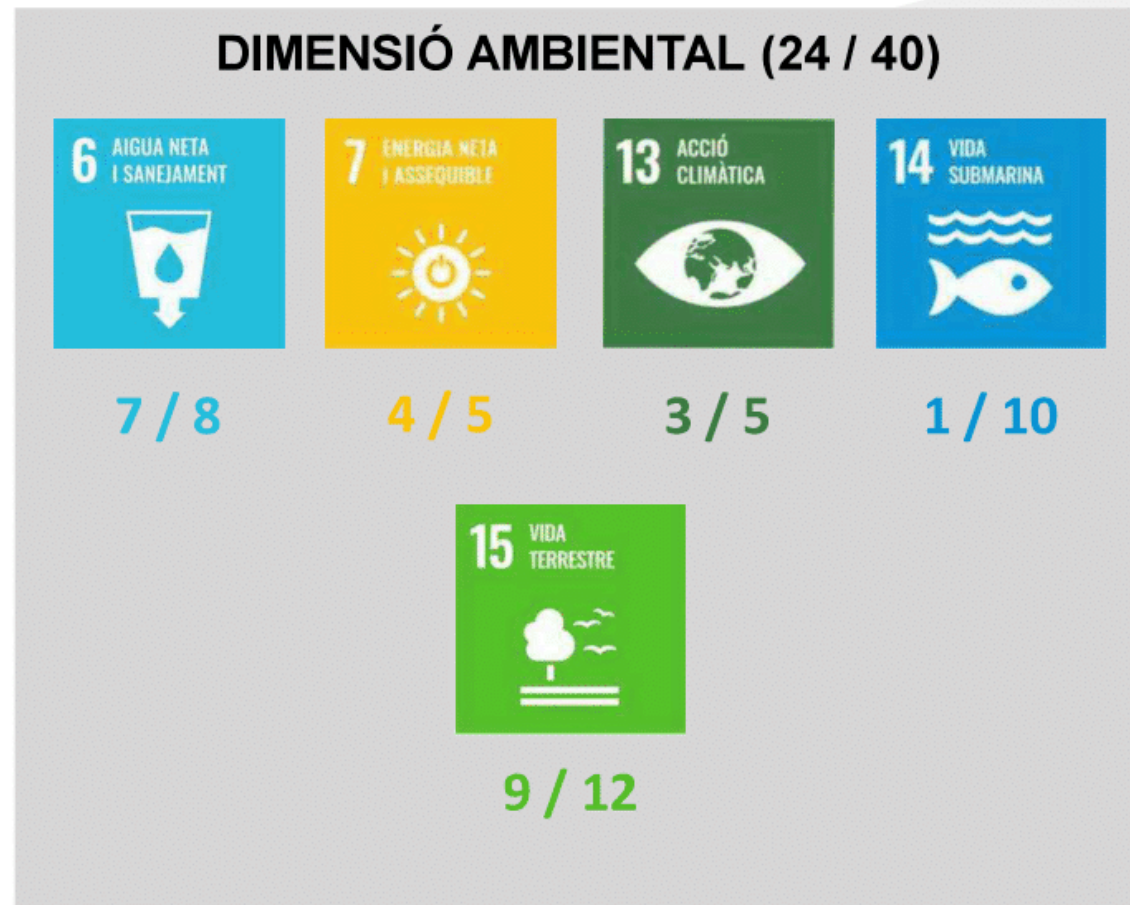 DIMENSIÓ AMBIENTAL (24 / 40)
6 AIGUA NETA
I SANEJAMENT
7 ENERGIA NETA
I ASSEQUIBLE
13 ACCIÓ
CLIMÀTICA
14 VIDA
SUBMARINA
7 / 8
4 / 5
3 / 5
1 / 10
15 VIDA
TERRESTRE
9 / 12